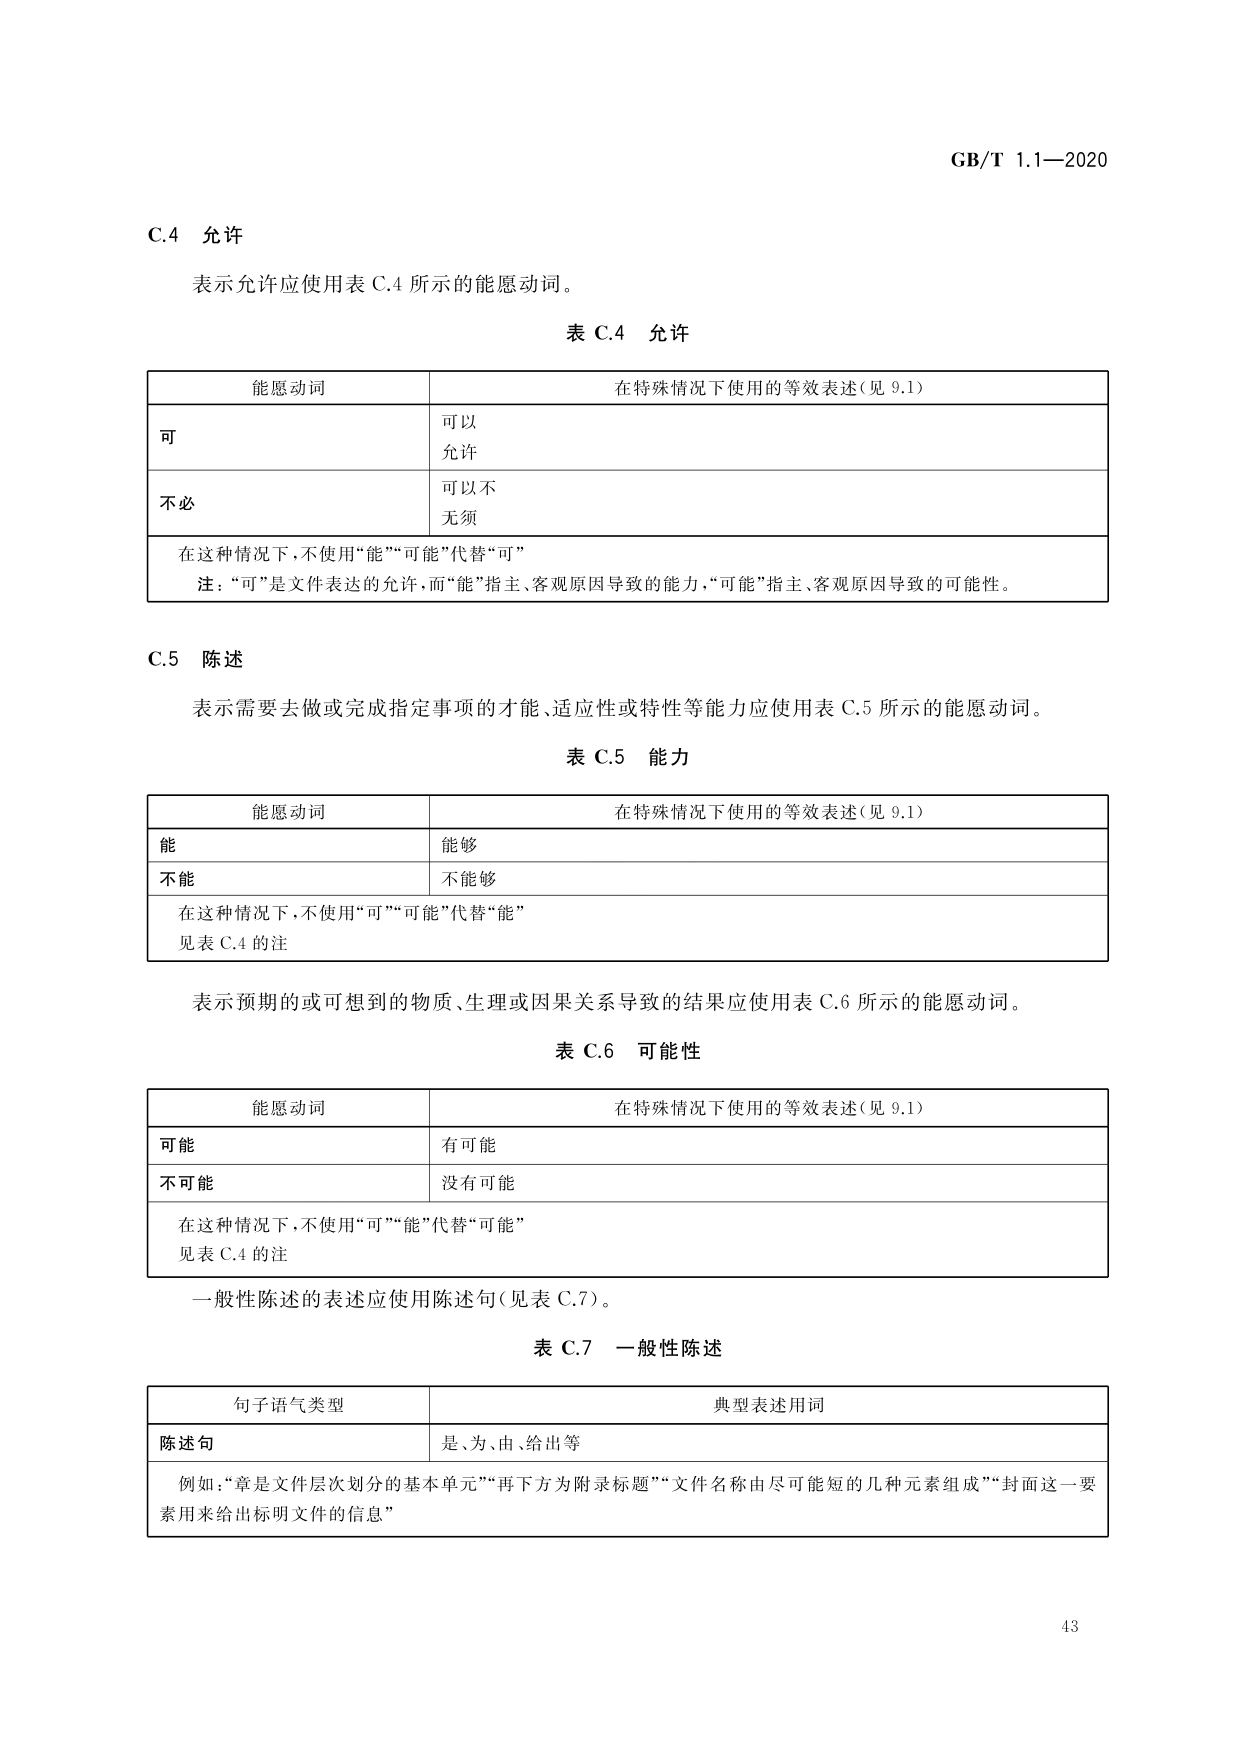 GB/T 1.1—2020
C.4 允许
表示允许应使用表 C.4 所示的能愿动词。
表 C.4 允许
能愿动词 在特殊情况下使用的等效表述(见 9.1)
可 可以
允许
不必 可以不
无须
在这种情况下,不使用“能”“可能”代替“可”
注:“可”是文件表达的允许,而“能”指主、客观原因导致的能力,“可能”指主、客观原因导致的可能性。
C.5 陈述
表示需要去做或完成指定事项的才能、适应性或特性等能力应使用表 C.5 所示的能愿动词。
表 C.5 能力
能愿动词 在特殊情况下使用的等效表述(见 9.1)
能 能够
不能 不能够
在这种情况下,不使用“可”“可能”代替“能”
见表 C.4 的注
表示预期的或可想到的物质、生理或因果关系导致的结果应使用表 C.6 所示的能愿动词。
表 C.6 可能性
能愿动词 在特殊情况下使用的等效表述(见 9.1)
可能 有可能
不可能 没有可能
在这种情况下,不使用“可”“能”代替“可能”
见表 C.4 的注
一般性陈述的表述应使用陈述句(见表 C.7)。
表 C.7 一般性陈述
句子语气类型 典型表述用词
陈述句 是、为、由、给出等
例如:“章是文件层次划分的基本单元”“再下方为附录标题”“文件名称由尽可能短的几种元素组成”“封面这一要
素用来给出标明文件的信息”
43